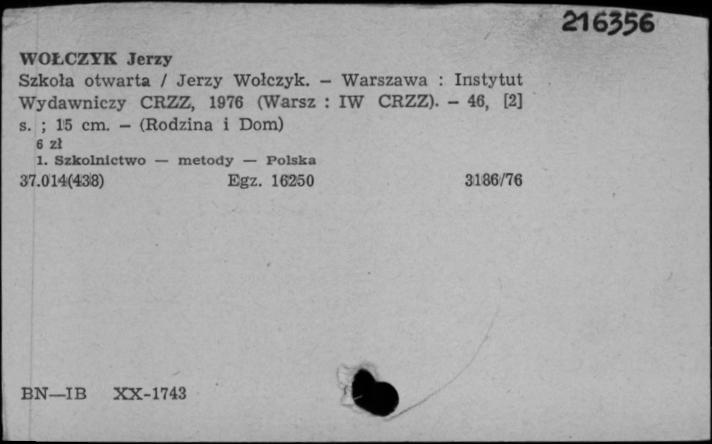 216356
WOŁCZYK Jerzy
Szkoła otwarta / Jerzy Wołczyk. – Warszawa : Instytut
Wydawniczy CRZZ, 1976 (Warsz : IW CRZZ). – 46, [2]
s. ; 15 cm. – (Rodzina i Dom)
6 zł
1. Szkolnictwo — metody — Polska
37.014(438) Egz. 16250 3186/76
BN—IB XX-1743